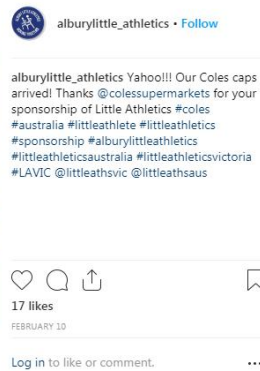 alburylittle_athletics • Follow
alburylittle_athletics Yahoo!!! Our Coles caps
arrived! Thanks @colessupermarkets for your
sponsorship of Little Athletics #coles
#australia #littleathlete #littleathletics
#sponsorship #alburylittleathletics
#littleathleticsaustralia #littleathleticsvictoria
#LAVIC @littleathsvic @littleathsaus
17 likes
FEBRUARY 10
Log in to like or comment.